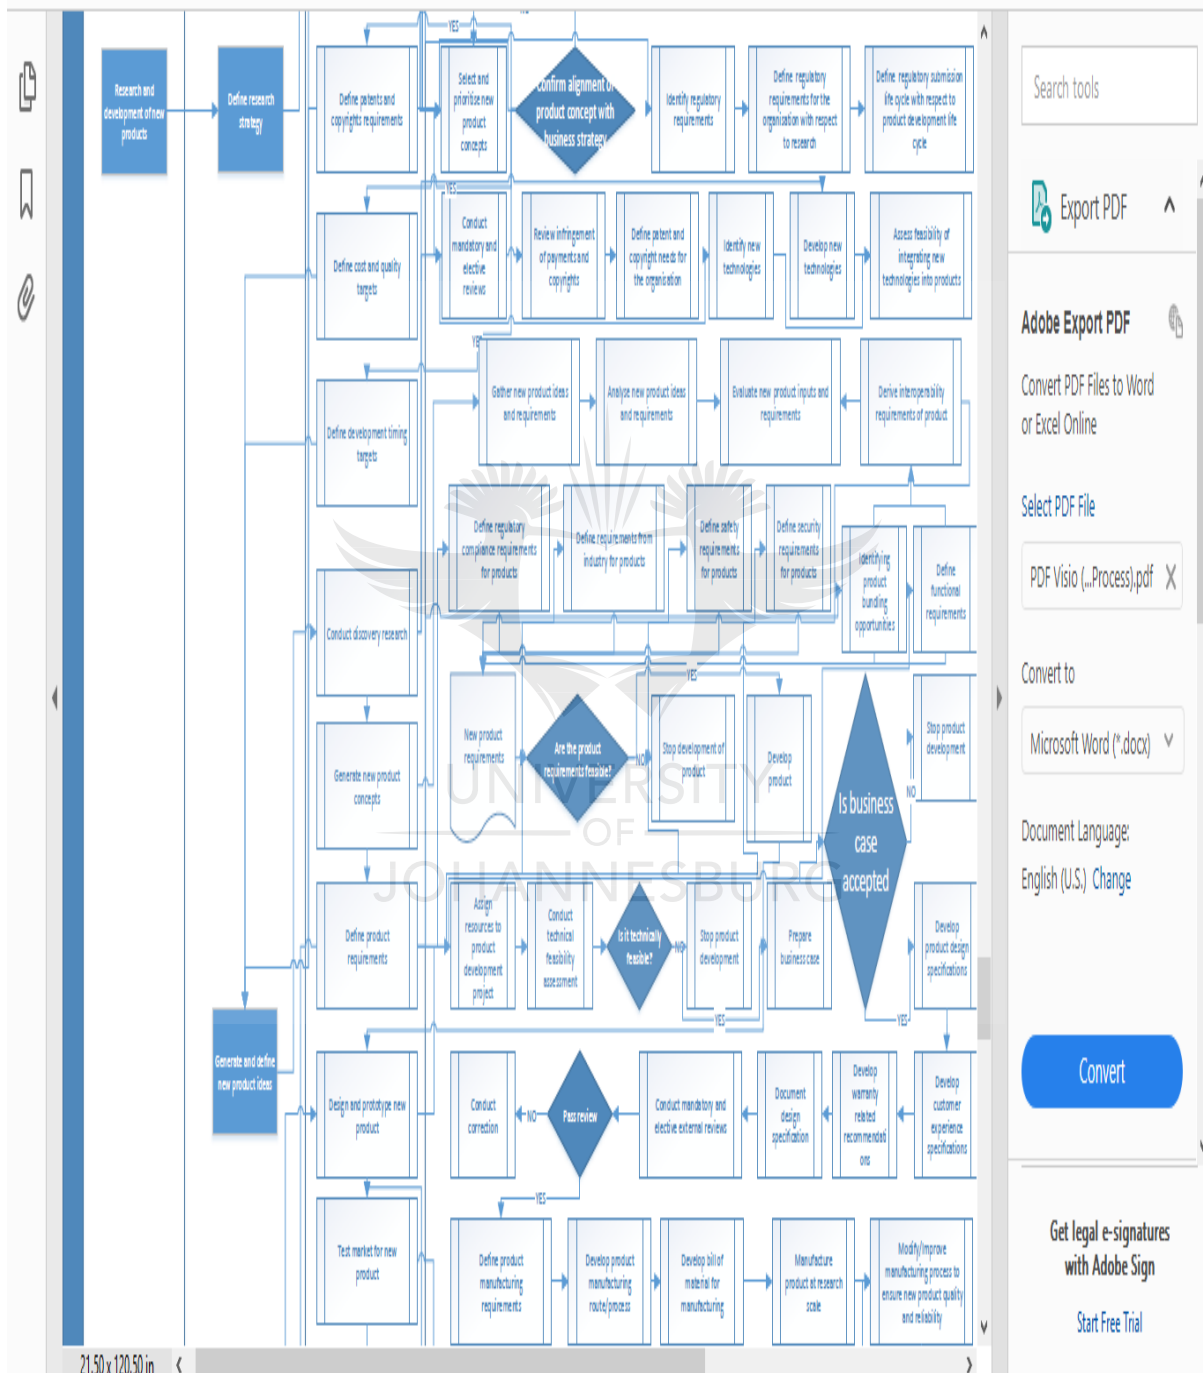 YES
Research and
development of new
products
Define research
strategy
Define patents and
copyrights requirements
Select and
prioritise new
product
concepts
onfirm alignment o
product concept with
business strategy
Identify regulatory
requirements
Define regulatory
requirements for the
organisation with respect
to research
Define regulatory submission
life cycle with respect to
product development life
cycle
YES
Define cost and quality
targets
Conduct
mandatory and
elective
reviews
Review infringement
of payments and
copyrights
Define patent and
copyright needs for
the organisation
Identify new
technologies
Develop new
technologies
Assess feasibility of
integrating new
technologies into products
YES
Define development timing
targets
Gather new product ideas
and requirements
Analyse new product ideas
and requirements
Evaluate new product inputs and
requirements
Derive interoperability
requirements of product
Define regulatory
compliance requirements
for products
Define requirements from
industry for products
Define safety
requirements
for products
Define security
requirements
for products
Identifying
product
bundling
opportunities
Define
functional
requirements
Conduct discovery research
YES
New product
requirements
Are the product
requirements feasible?
NO
Stop development of
product
Develop
product
Is business
case
accepted
NO
Stop product
development
Generate new product
concepts
UNIVERSITY
OF
JOHANNESBURG
Define product
requirements
Assign
resources to
product
development
project
Conduct
technical
feasibility
assessment
Is it technically
feasible?
NO
Stop product
development
Prepare
business case
Develop
product design
specifications
YES
YES
Generate and define
new product ideas
Design and prototype new
product
Conduct
correction
NO
Pass review
Conduct mandatory and
elective external reviews
Document
design
specification
Develop
warranty
related
recommendati
ons
Develop
customer
experience
specifications
YES
Test market for new
product
Define product
manufacturing
requirements
Develop product
manufacturing
route/process
Develop bill of
material for
manufacturing
Manufacture
product at research
scale
Modify/Improve
manufacturing process to
ensure new product quality
and reliability
21.50 x 120.50 in
Search tools
Export PDF
Adobe Export PDF
Convert PDF Files to Word
or Excel Online
Select PDF File
PDF Visio (...Process).pdf
Convert to
Microsoft Word (*.docx)
Document Language:
English (U.S.) Change
Convert
Get legal e-signatures
with Adobe Sign
Start Free Trial